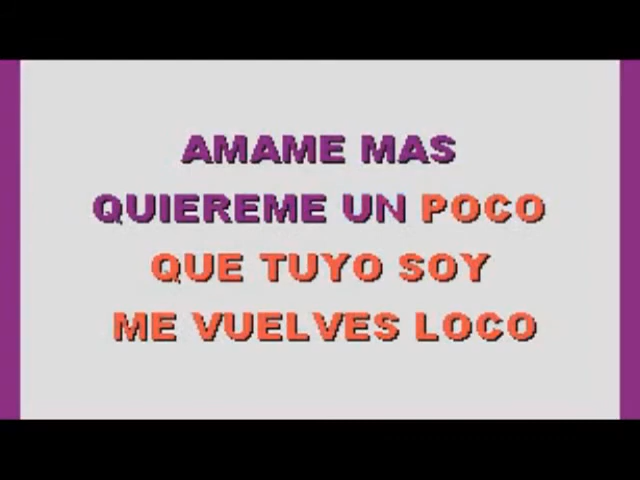 AMAME MAS
QUIEREME UN POCO
QUE TUYO SOY
ME VUELVES LOCO